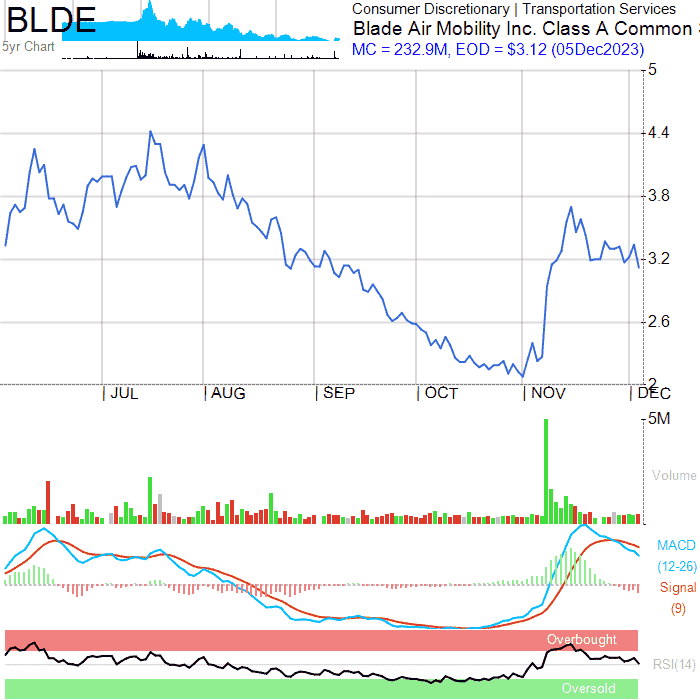 BLDE
5yr Chart
Consumer Discretionary | Transportation Services
Blade Air Mobility Inc. Class A Common
MC = 232.9M, EOD = $3.12 (05Dec2023)
5
4.4
3.8
3.2
2.6
2
| JUL | AUG | SEP | OCT | NOV | DEC
5M
Volume
MACD
(12-26)
Signal
(9)
Overbought
RSI(14)
Oversold